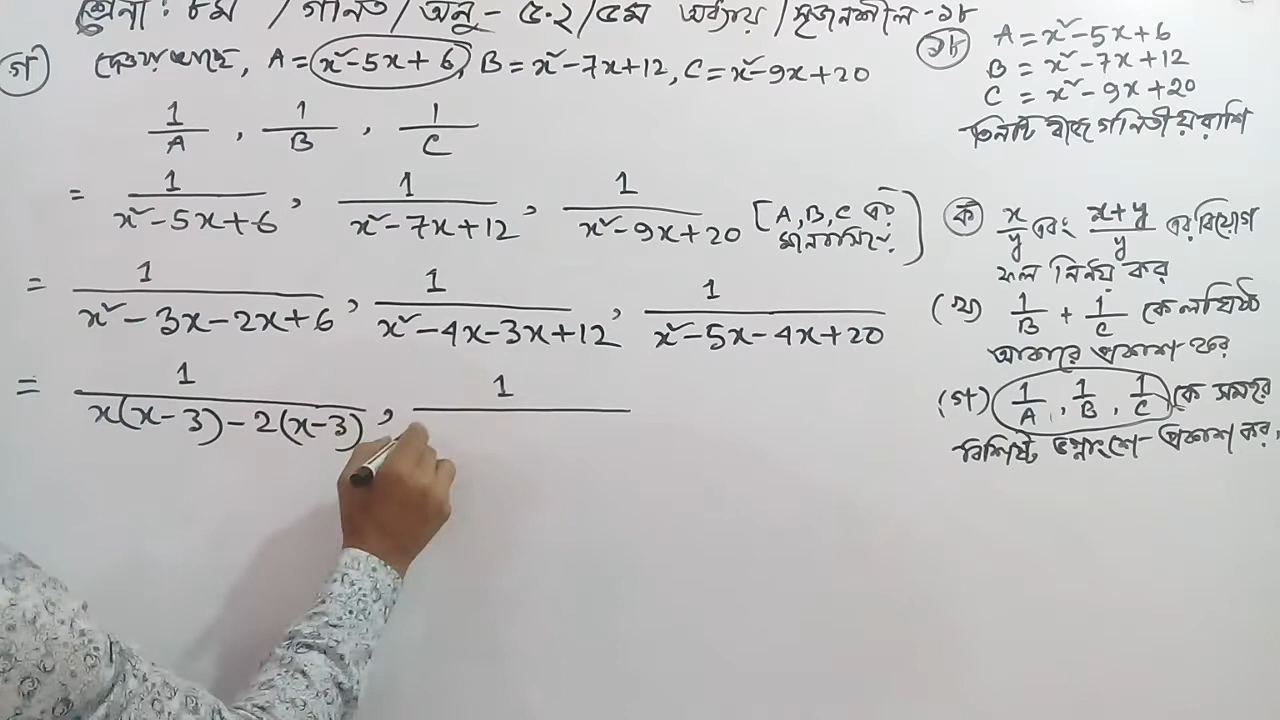 শ্রেনী : ৮ম / গনিত / অনু - ৫.২ / ৫ম অধ্যায় / সৃজনশীল - ১৮
গ) দেওয়া আছে, A = x² - 5x + 6, B = x² - 7x + 12, C = x² - 9x + 20
1/A , 1/B , 1/C
= 1/(x² - 5x + 6) , 1/(x² - 7x + 12) , 1/(x² - 9x + 20) [A, B, C এর মান বসিয়ে]
= 1/(x² - 3x - 2x + 6) , 1/(x² - 4x - 3x + 12) , 1/(x² - 5x - 4x + 20)
= 1/(x(x - 3) - 2(x - 3)) , 1
১৮ A = x² - 5x + 6
B = x² - 7x + 12
C = x² - 9x + 20
তিনটি বীজগনিতীয় রাশি
ক) x/y এবং (x + y)/y এর বিয়োগ
ফল নির্নয় কর
(খ) 1/B + 1/C কে লঘিষ্ঠ
আকারে প্রকাশ কর
(গ) 1/A , 1/B , 1/C কে সমহর
বিশিষ্ট ভগ্নাংশে প্রকাশ কর,